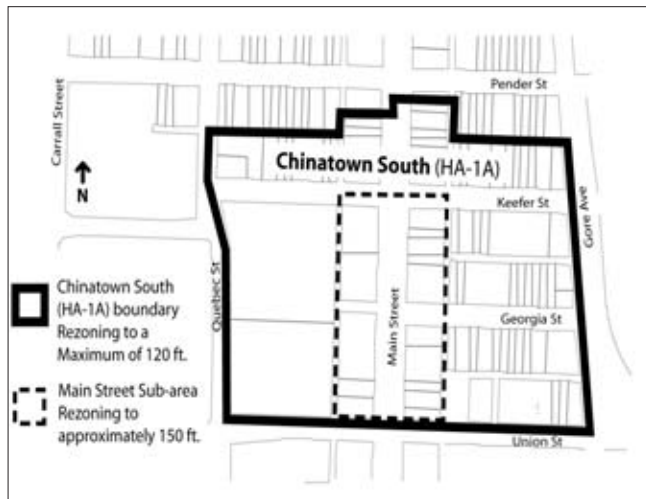 Pender St
Carrall Street
Chinatown South (HA-1A)
N
Keefer St
Gore Ave
Chinatown South
(HA-1A) boundary
Rezoning to a
Maximum of 120 ft.
Quebec St
Main Street
Georgia St
Main Street Sub-area
Rezoning to
approximately 150 ft.
Union St